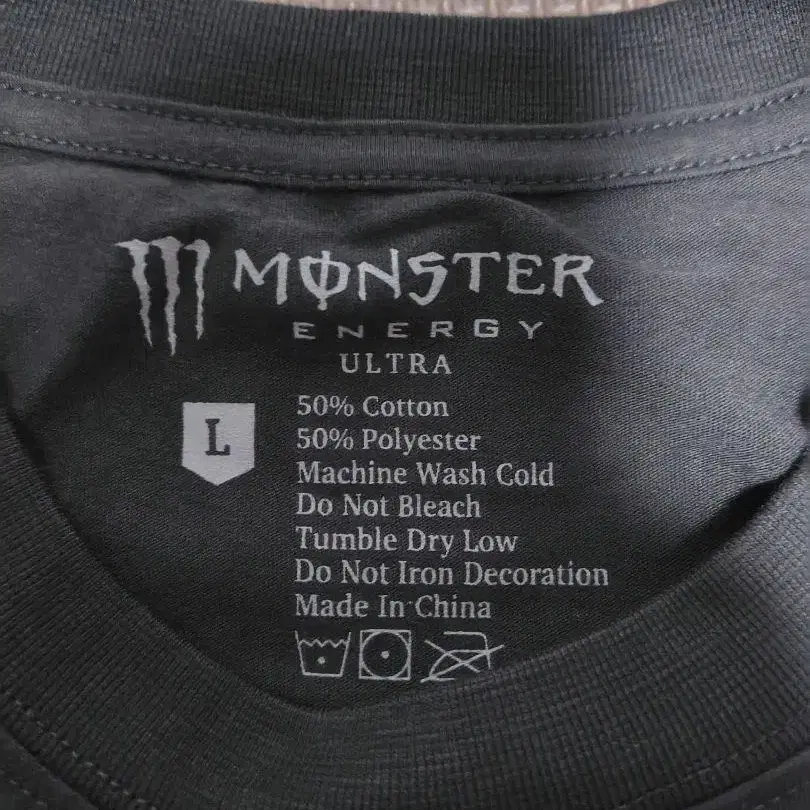 MONSTER
ENERGY
ULTRA
L
50% Cotton
50% Polyester
Machine Wash Cold
Do Not Bleach
Tumble Dry Low
Do Not Iron Decoration
Made In China